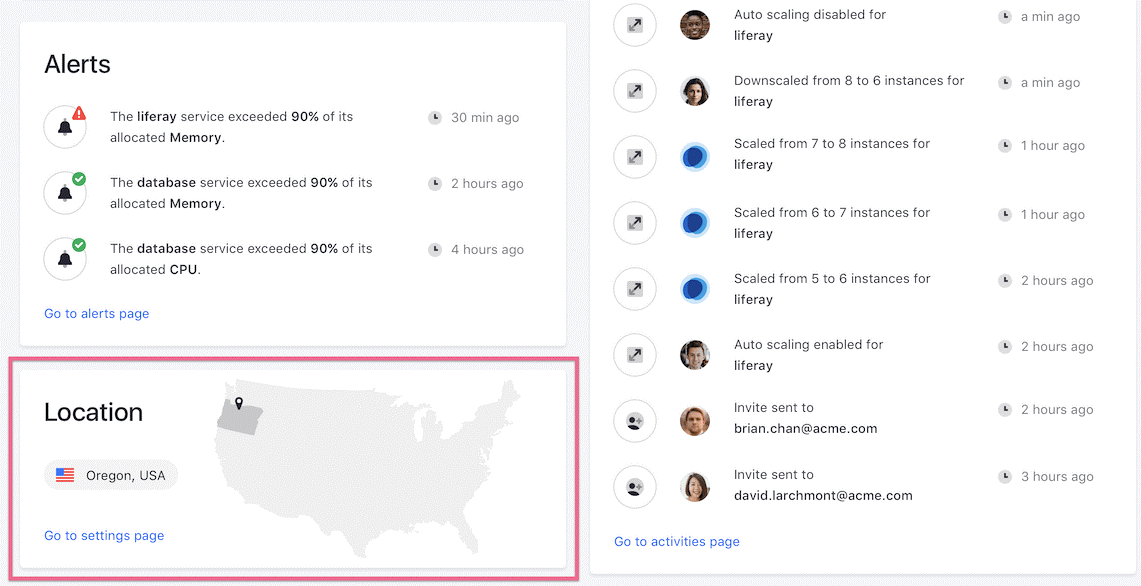 Alerts
The liferay service exceeded 90% of its
allocated Memory.
30 min ago
The database service exceeded 90% of its
allocated Memory.
2 hours ago
The database service exceeded 90% of its
allocated CPU.
4 hours ago
Go to alerts page
Location
Oregon, USA
Go to settings page
Auto scaling disabled for
liferay
a min ago
Downscaled from 8 to 6 instances for
liferay
a min ago
Scaled from 7 to 8 instances for
liferay
1 hour ago
Scaled from 6 to 7 instances for
liferay
1 hour ago
Scaled from 5 to 6 instances for
liferay
2 hours ago
Auto scaling enabled for
liferay
2 hours ago
Invite sent to
brian.chan@acme.com
2 hours ago
Invite sent to
david.larchmont@acme.com
3 hours ago
Go to activities page